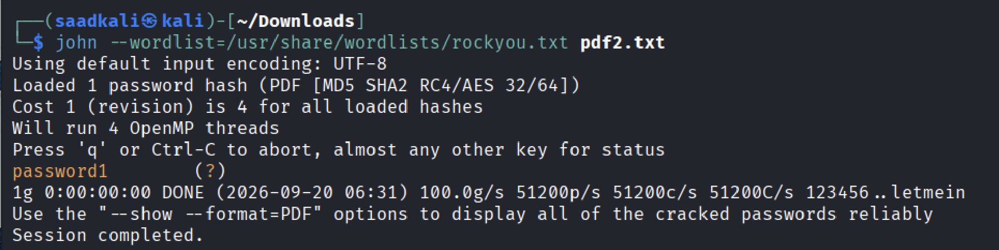 ┌──(saadkali㉿kali)-[~/Downloads]
└─$ john --wordlist=/usr/share/wordlists/rockyou.txt pdf2.txt
Using default input encoding: UTF-8
Loaded 1 password hash (PDF [MD5 SHA2 RC4/AES 32/64])
Cost 1 (revision) is 4 for all loaded hashes
Will run 4 OpenMP threads
Press 'q' or Ctrl-C to abort, almost any other key for status
password1       (?)
1g 0:00:00:00 DONE (2026-09-20 06:31) 100.0g/s 51200p/s 51200c/s 51200C/s 123456..letmein
Use the "--show --format=PDF" options to display all of the cracked passwords reliably
Session completed.